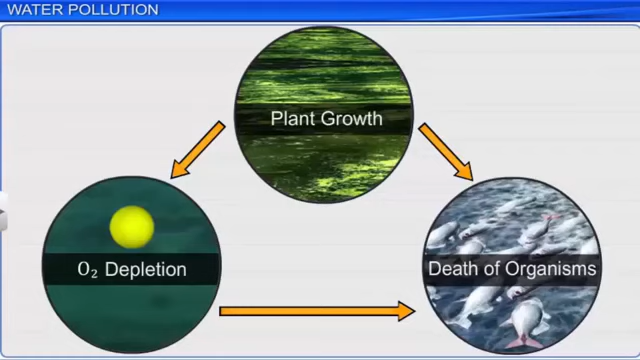 WATER POLLUTION
Plant Growth
O₂ Depletion
Death of Organisms